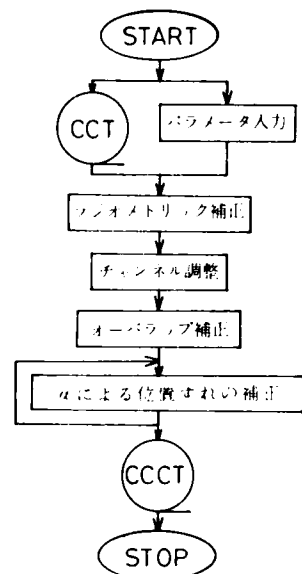 START
CCT
パラメータ入力
ラジオメトリック補正
チャンネル調整
オーバラップ補正
αによる位置ずれの補正
CCCT
STOP